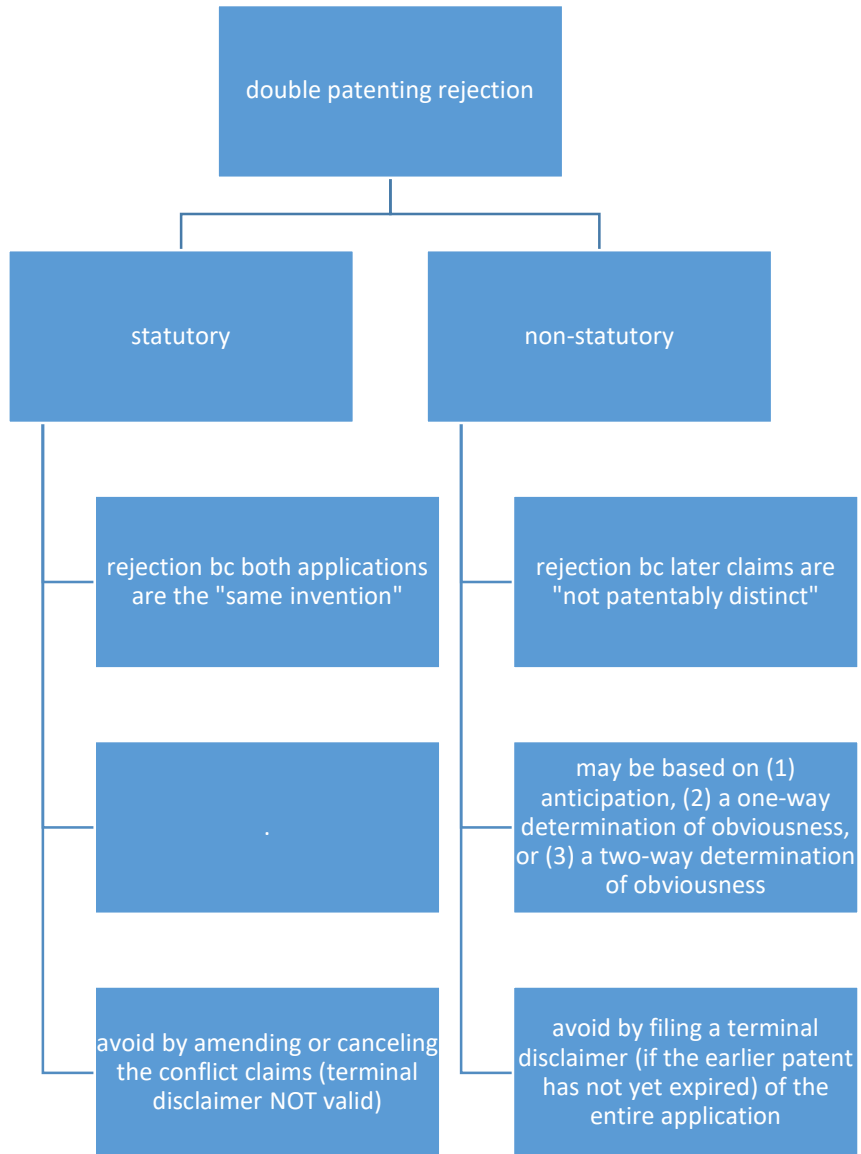 double patenting rejection
statutory
non-statutory
rejection bc both applications
are the "same invention"
rejection bc later claims are
"not patentably distinct"
.
may be based on (1)
anticipation, (2) a one-way
determination of obviousness,
or (3) a two-way determination
of obviousness
avoid by amending or canceling
the conflict claims (terminal
disclaimer NOT valid)
avoid by filing a terminal
disclaimer (if the earlier patent
has not yet expired) of the
entire application